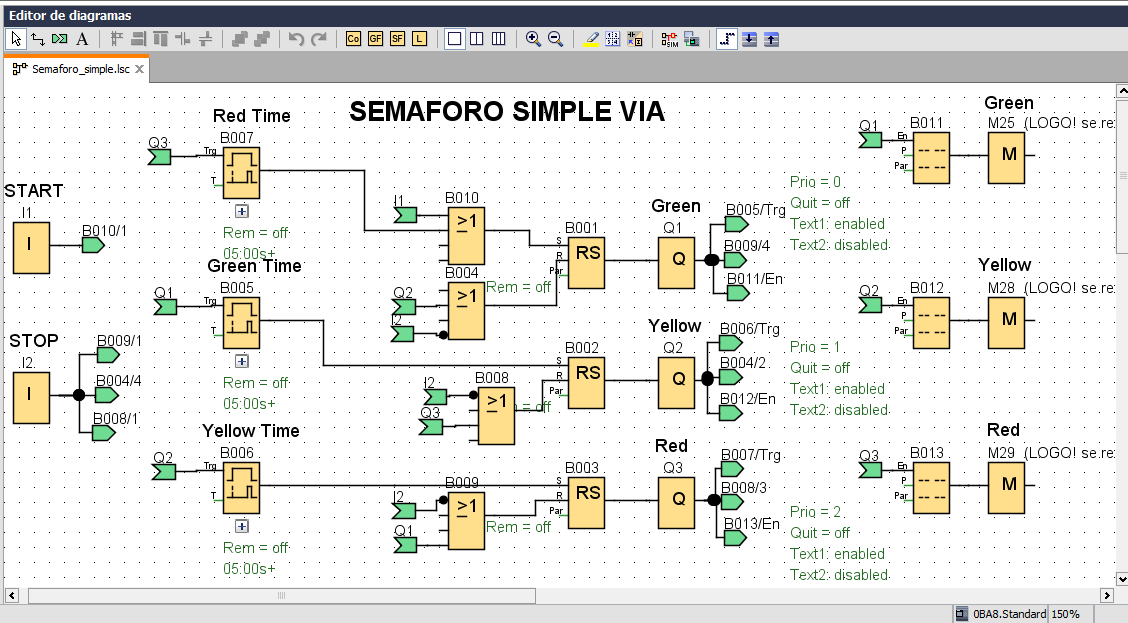 Editor de diagramas
A
Co GF SF L
SIM
Semaforo_simple.lsc
SEMAFORO SIMPLE VIA
Red Time
B007
Q3
Trg
T
Rem = off
05:00s+
START
I1
I
B010/1
Green Time
B005
Q1
Trg
T
Rem = off
05:00s+
STOP
I2
I
B009/1
B004/4
B008/1
Yellow Time
B006
Q2
Trg
T
Rem = off
05:00s+
B010
I1
≥1
B004
Q2
I2
≥1
B001
S
R
Par
RS
Rem = off
Green
Q1
Q
B005/Trg
B009/4
B011/En
B008
I2
Q3
≥1
B002
S
R
Par
RS
= off
Yellow
Q2
Q
B006/Trg
B004/2
B012/En
B009
I2
Q1
≥1
B003
S
R
Par
RS
Rem = off
Red
Q3
Q
B007/Trg
B008/3
B013/En
Green
Q1
B011
En
P
Par
M25 (LOGO! se.re
M
Prio = 0
Quit = off
Text1: enabled
Text2: disabled
Yellow
Q2
B012
En
P
Par
M28 (LOGO! se.re
M
Prio = 1
Quit = off
Text1: enabled
Text2: disabled
Red
Q3
B013
En
P
Par
M29 (LOGO! se.re
M
Prio = 2
Quit = off
Text1: enabled
Text2: disabled
0BA8.Standard 150%